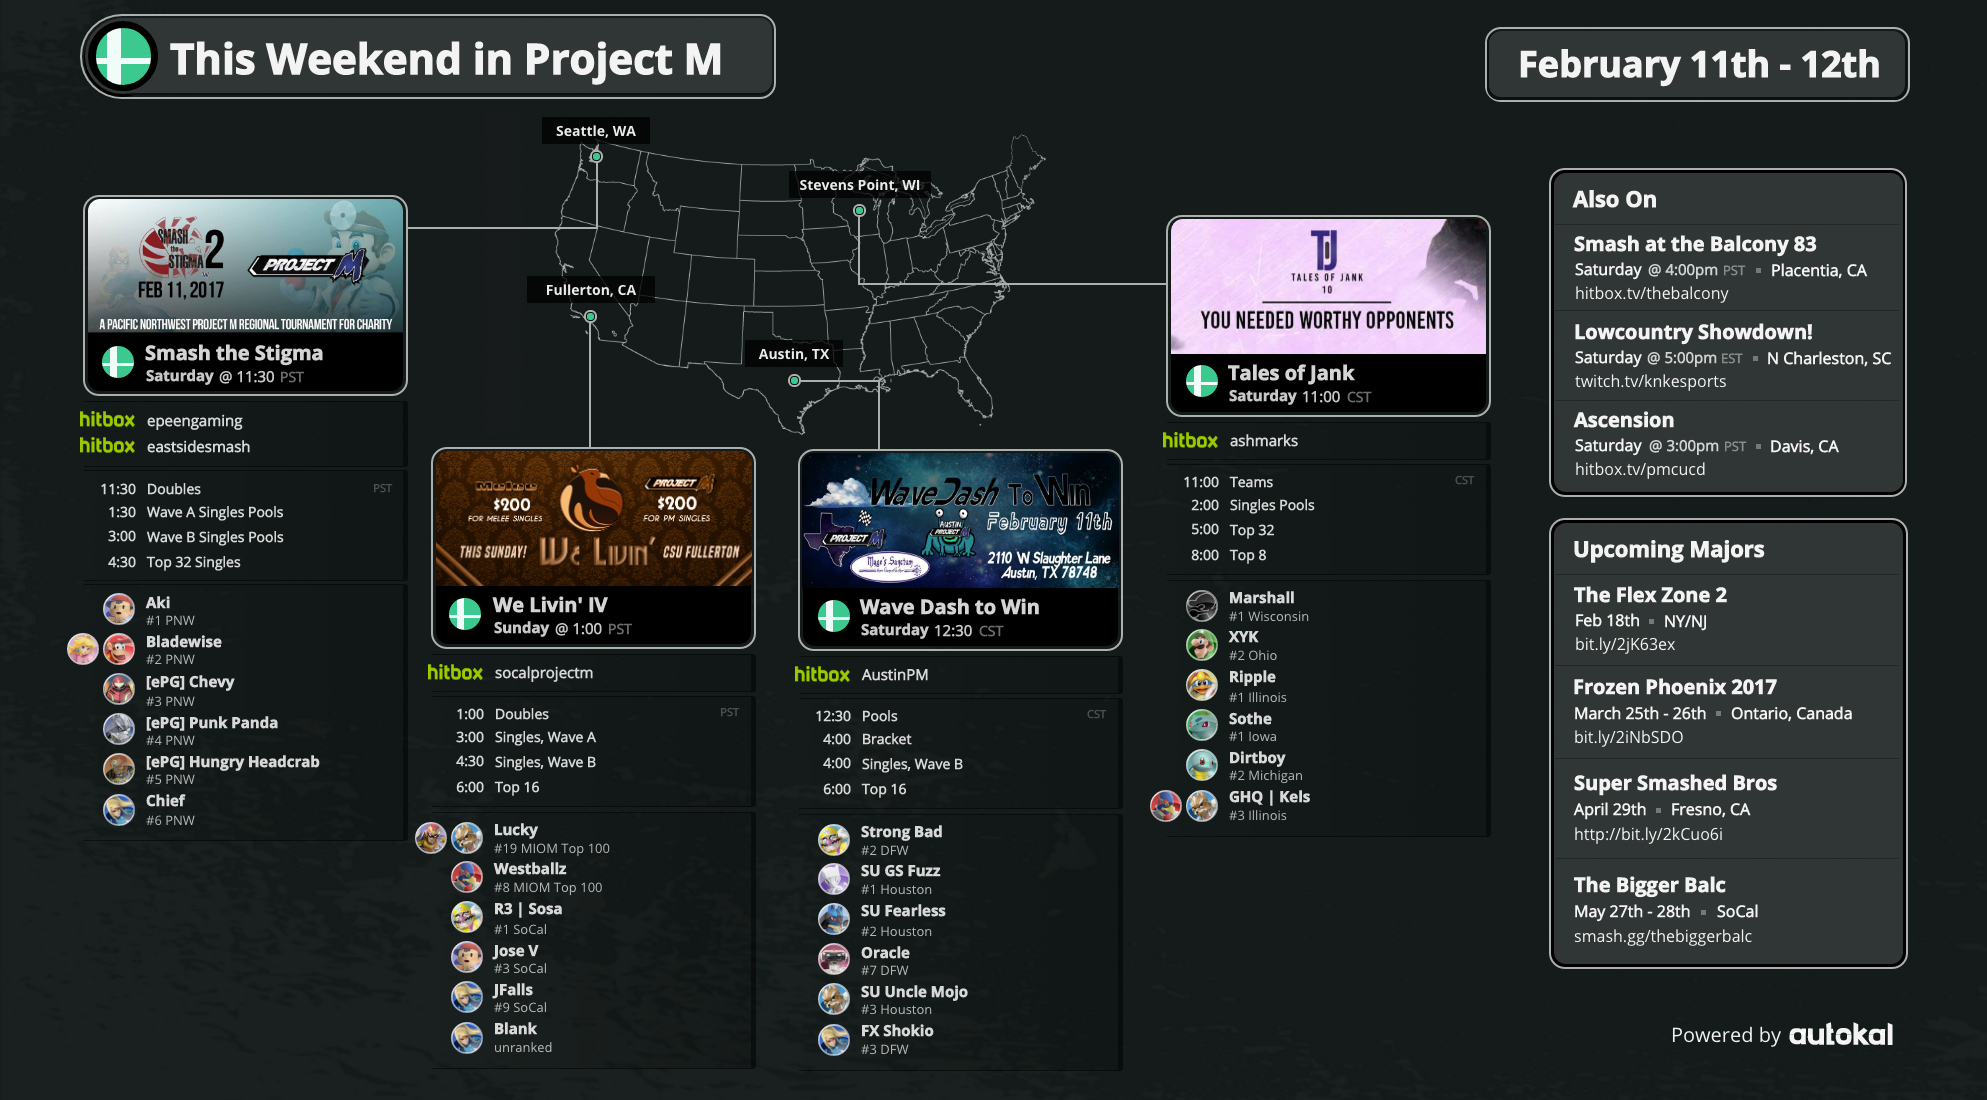 This Weekend in Project M
February 11th - 12th
Seattle, WA
Stevens Point, WI
Fullerton, CA
Austin, TX
SMASH
the
STIGMA 2
FEB 11, 2017
PROJECT M
A PACIFIC NORTHWEST PROJECT M REGIONAL TOURNAMENT FOR CHARITY
Smash the Stigma
Saturday @ 11:30 PST
hitbox epeengaming
hitbox eastsidesmash
11:30 Doubles PST
1:30 Wave A Singles Pools
3:00 Wave B Singles Pools
4:30 Top 32 Singles
Aki
#1 PNW
Bladewise
#2 PNW
[ePG] Chevy
#3 PNW
[ePG] Punk Panda
#4 PNW
[ePG] Hungry Headcrab
#5 PNW
Chief
#6 PNW
Melee
$200
FOR MELEE SINGLES
PROJECT M
$200
FOR PM SINGLES
THIS SUNDAY! We Livin' CSU FULLERTON
We Livin' IV
Sunday @ 1:00 PST
hitbox socalprojectm
1:00 Doubles PST
3:00 Singles, Wave A
4:30 Singles, Wave B
6:00 Top 16
Lucky
#19 MIOM Top 100
Westballz
#8 MIOM Top 100
R3 | Sosa
#1 SoCal
Jose V
#3 SoCal
JFalls
#9 SoCal
Blank
unranked
WaveDash To Win
February 11th
AUSTIN
PROJECT M
PROJECT M
Mage's Sanctum
2110 W Slaughter Lane
Austin, TX 78748
Wave Dash to Win
Saturday 12:30 CST
hitbox AustinPM
12:30 Pools CST
4:00 Bracket
4:00 Singles, Wave B
6:00 Top 16
Strong Bad
#2 DFW
SU GS Fuzz
#1 Houston
SU Fearless
#2 Houston
Oracle
#7 DFW
SU Uncle Mojo
#3 Houston
FX Shokio
#3 DFW
TJ
TALES OF JANK
10
YOU NEEDED WORTHY OPPONENTS
Tales of Jank
Saturday 11:00 CST
hitbox ashmarks
11:00 Teams CST
2:00 Singles Pools
5:00 Top 32
8:00 Top 8
Marshall
#1 Wisconsin
XYK
#2 Ohio
Ripple
#1 Illinois
Sothe
#1 Iowa
Dirtboy
#2 Michigan
GHQ | Kels
#3 Illinois
Also On
Smash at the Balcony 83
Saturday @ 4:00pm PST ▪ Placentia, CA
hitbox.tv/thebalcony
Lowcountry Showdown!
Saturday @ 5:00pm EST ▪ N Charleston, SC
twitch.tv/knkesports
Ascension
Saturday @ 3:00pm PST ▪ Davis, CA
hitbox.tv/pmcucd
Upcoming Majors
The Flex Zone 2
Feb 18th ▪ NY/NJ
bit.ly/2jK63ex
Frozen Phoenix 2017
March 25th - 26th ▪ Ontario, Canada
bit.ly/2iNbSDO
Super Smashed Bros
April 29th ▪ Fresno, CA
http://bit.ly/2kCuo6i
The Bigger Balc
May 27th - 28th ▪ SoCal
smash.gg/thebiggerbalc
Powered by autokal